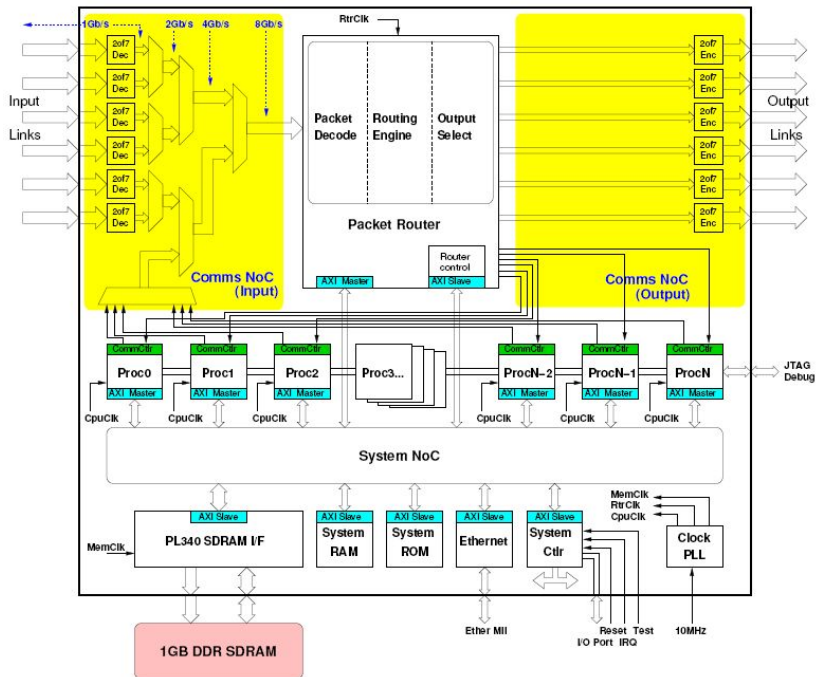 1Gb/s 2Gb/s 4Gb/s 8Gb/s
RtrClk
2of7 Dec
2of7 Dec
2of7 Dec
2of7 Dec
2of7 Dec
2of7 Dec
Input
Links
Packet Decode
Routing Engine
Output Select
Packet Router
2of7 Enc
2of7 Enc
2of7 Enc
2of7 Enc
2of7 Enc
2of7 Enc
Output
Links
Comms NoC
(Input)
Router
control
AXI Master
AXI Slave
Comms NoC
(Output)
CommCtlr
Proc0
AXI Master
CpuClk
CommCtlr
Proc1
AXI Master
CpuClk
CommCtlr
Proc2
AXI Master
CpuClk
Proc3...
CommCtlr
ProcN-2
AXI Master
CpuClk
CommCtlr
ProcN-1
AXI Master
CpuClk
CommCtlr
ProcN
AXI Master
CpuClk
JTAG
Debug
System NoC
AXI Slave
PL340 SDRAM I/F
MemClk
AXI Slave
System
RAM
AXI Slave
System
ROM
AXI Slave
Ethernet
AXI Slave
System
Ctlr
MemClk
RtrClk
CpuClk
Clock
PLL
1GB DDR SDRAM
Ether MII
Reset Test
I/O Port IRQ
10MHz